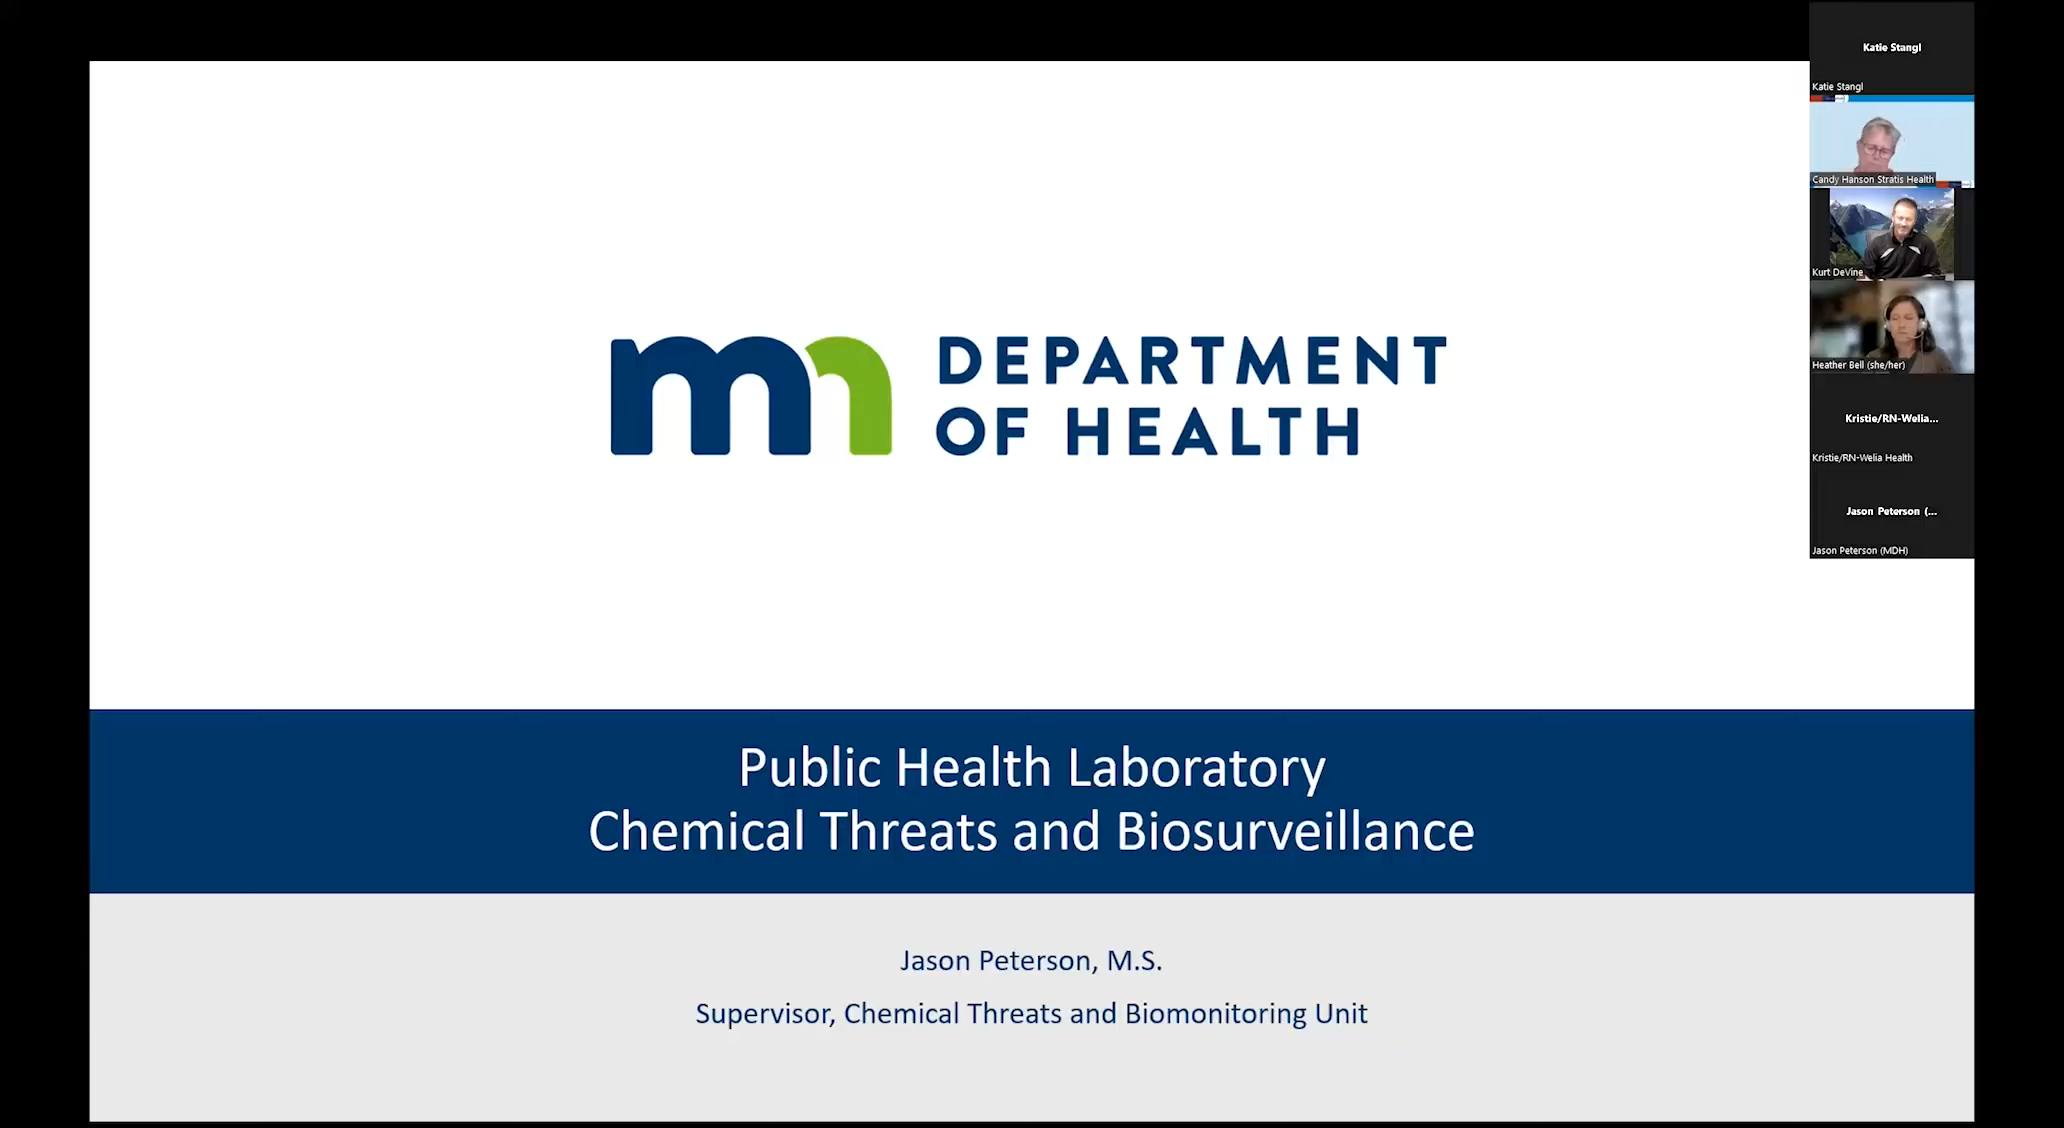 mn
DEPARTMENT
OF HEALTH
Public Health Laboratory
Chemical Threats and Biosurveillance
Jason Peterson, M.S.
Supervisor, Chemical Threats and Biomonitoring Unit
Katie Stangl
Katie Stangl
Candy Hanson Stratis Health
Kurt DeVine
Heather Bell (she/her)
Kristie/RN-Welia...
Kristie/RN-Welia Health
Jason Peterson (...
Jason Peterson (MDH)